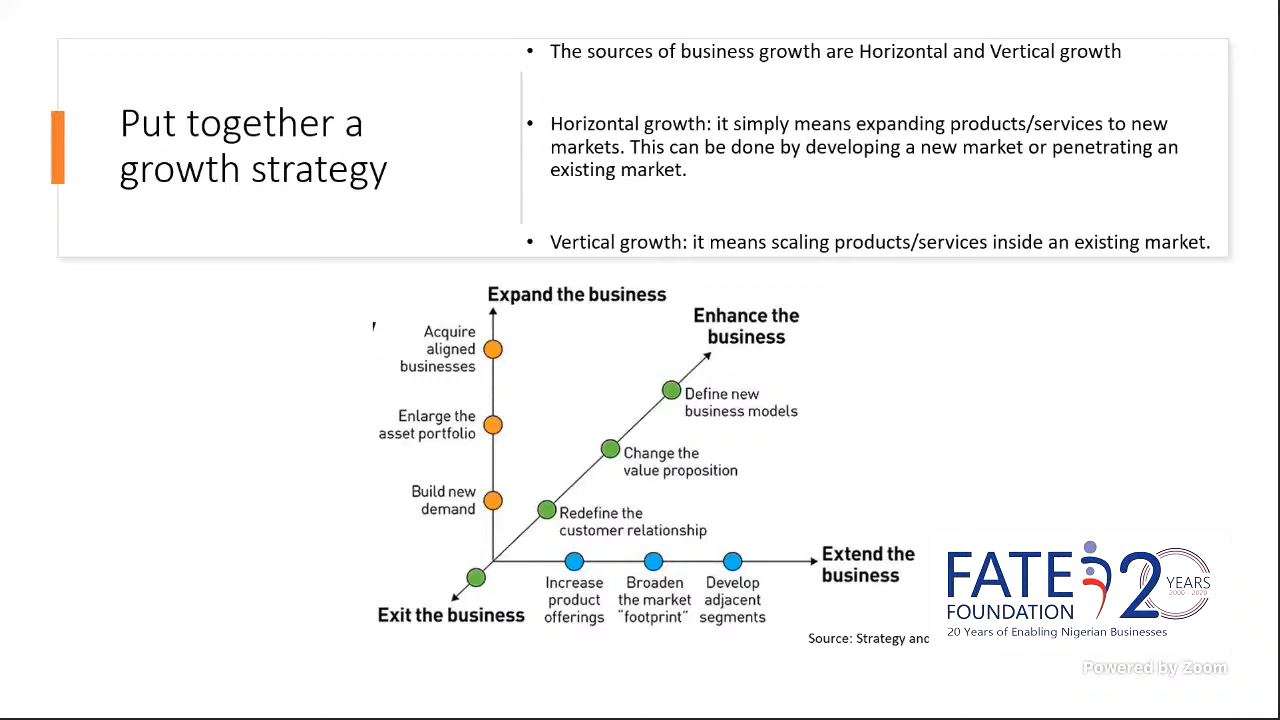 Put together a
growth strategy
• The sources of business growth are Horizontal and Vertical growth
• Horizontal growth: it simply means expanding products/services to new
markets. This can be done by developing a new market or penetrating an
existing market.
• Vertical growth: it means scaling products/services inside an existing market.
Expand the business
Acquire
aligned
businesses
Enlarge the
asset portfolio
Build new
demand
Enhance the
business
Define new
business models
Change the
value proposition
Redefine the
customer relationship
Extend the
business
Increase
product
offerings
Broaden
the market
"footprint"
Develop
adjacent
segments
Exit the business
Source: Strategy and
FATE
FOUNDATION
20 YEARS
2000 - 2020
20 Years of Enabling Nigerian Businesses
Powered by Zoom